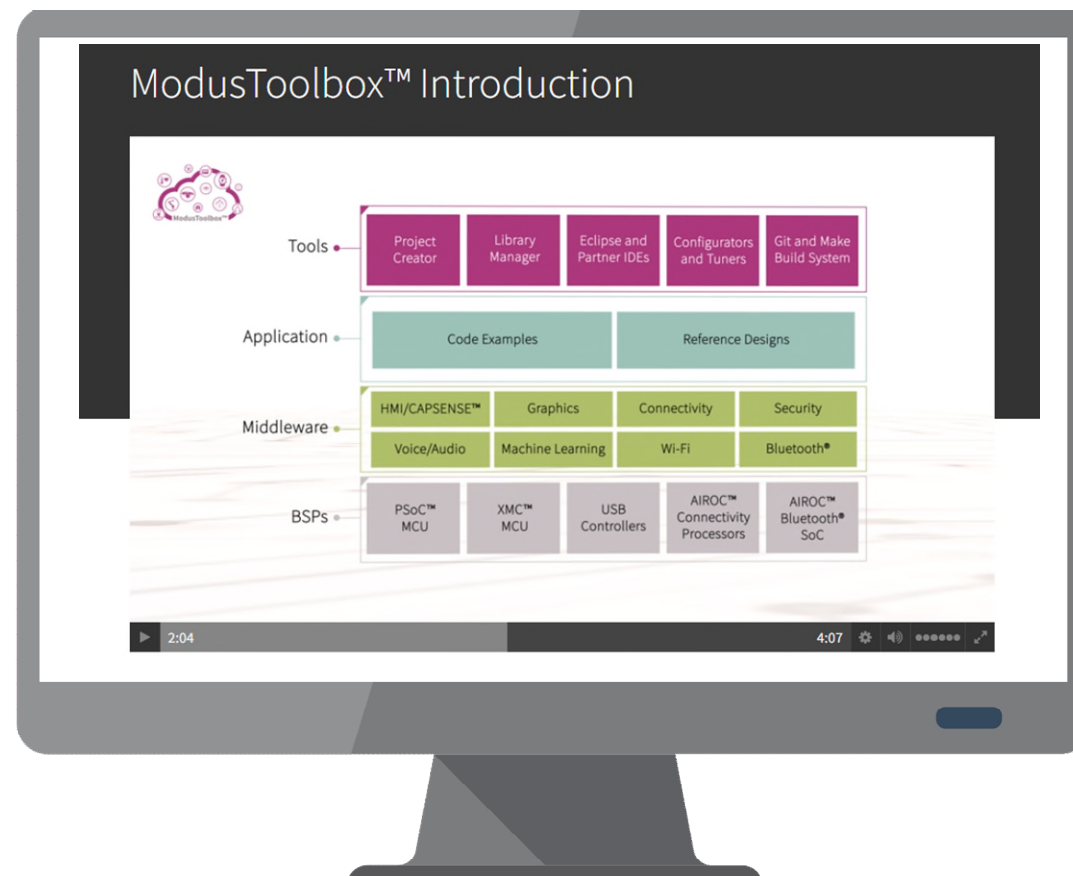 ModusToolbox™ Introduction
ModusToolbox™
Tools
Project
Creator
Library
Manager
Eclipse and
Partner IDEs
Configurators
and Tuners
Git and Make
Build System
Application
Code Examples
Reference Designs
Middleware
HMI/CAPSENSE™
Graphics
Connectivity
Security
Voice/Audio
Machine Learning
Wi-Fi
Bluetooth®
BSPs
PSoC™
MCU
XMC™
MCU
USB
Controllers
AIROC™
Connectivity
Processors
AIROC™
Bluetooth®
SoC
2:04
4:07